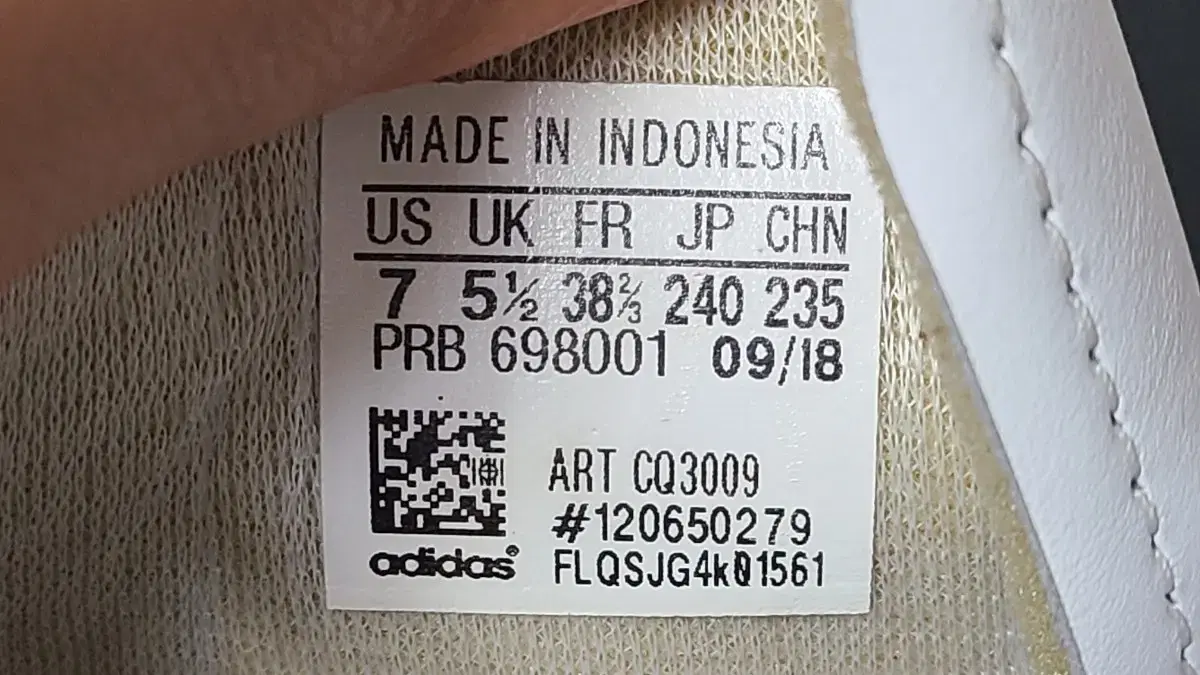 MADE IN INDONESIA
US UK FR JP CHN
7 5½ 38⅔ 240 235
PRB 698001 09/18
ART CQ3009
#120650279
adidas®